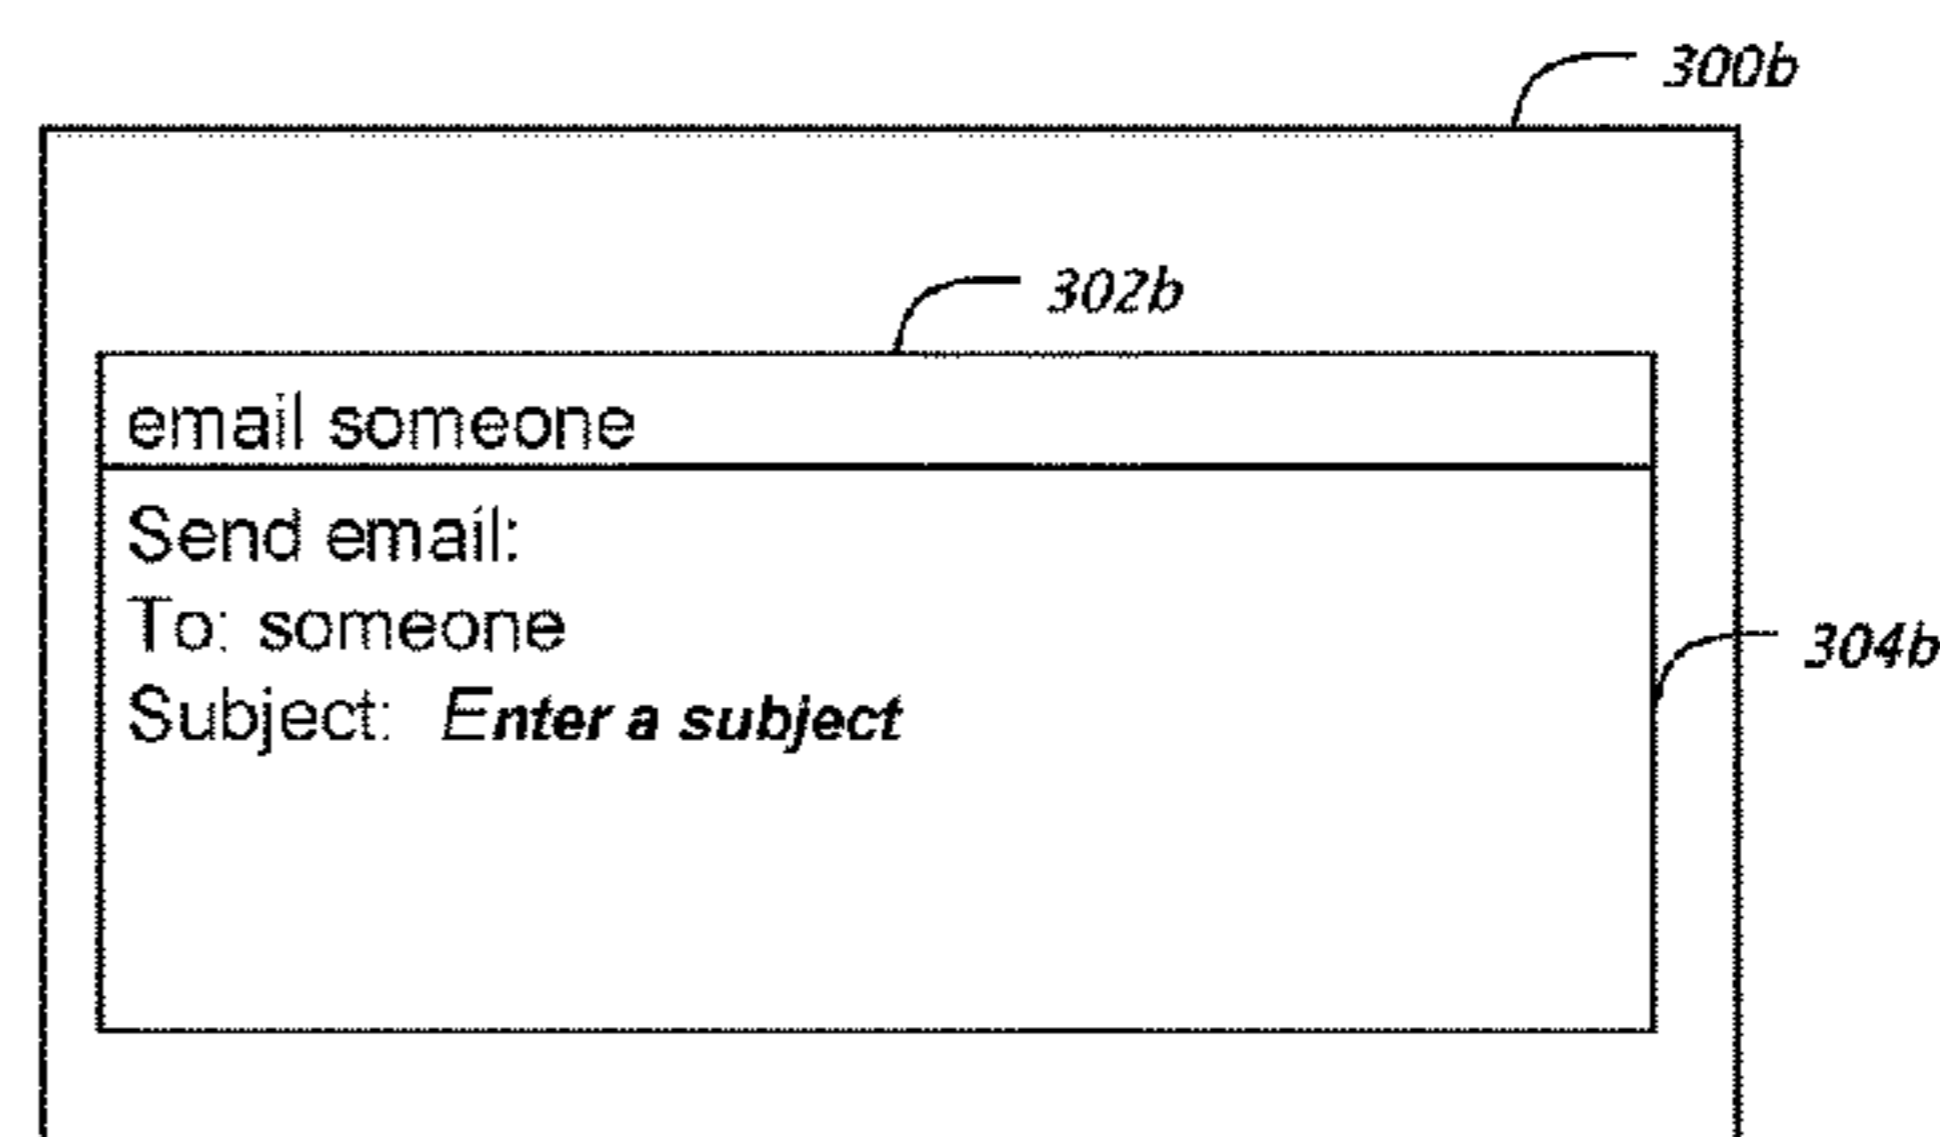 300b
302b
email someone
Send email:
To: someone
304b
Subject: Enter a subject